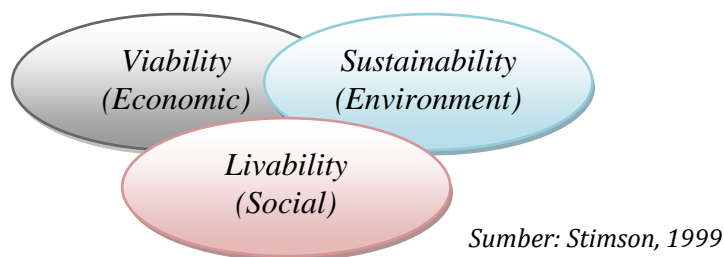 Viability
(Economic)
Sustainability
(Environment)
Livability
(Social)
Sumber: Stimson, 1999